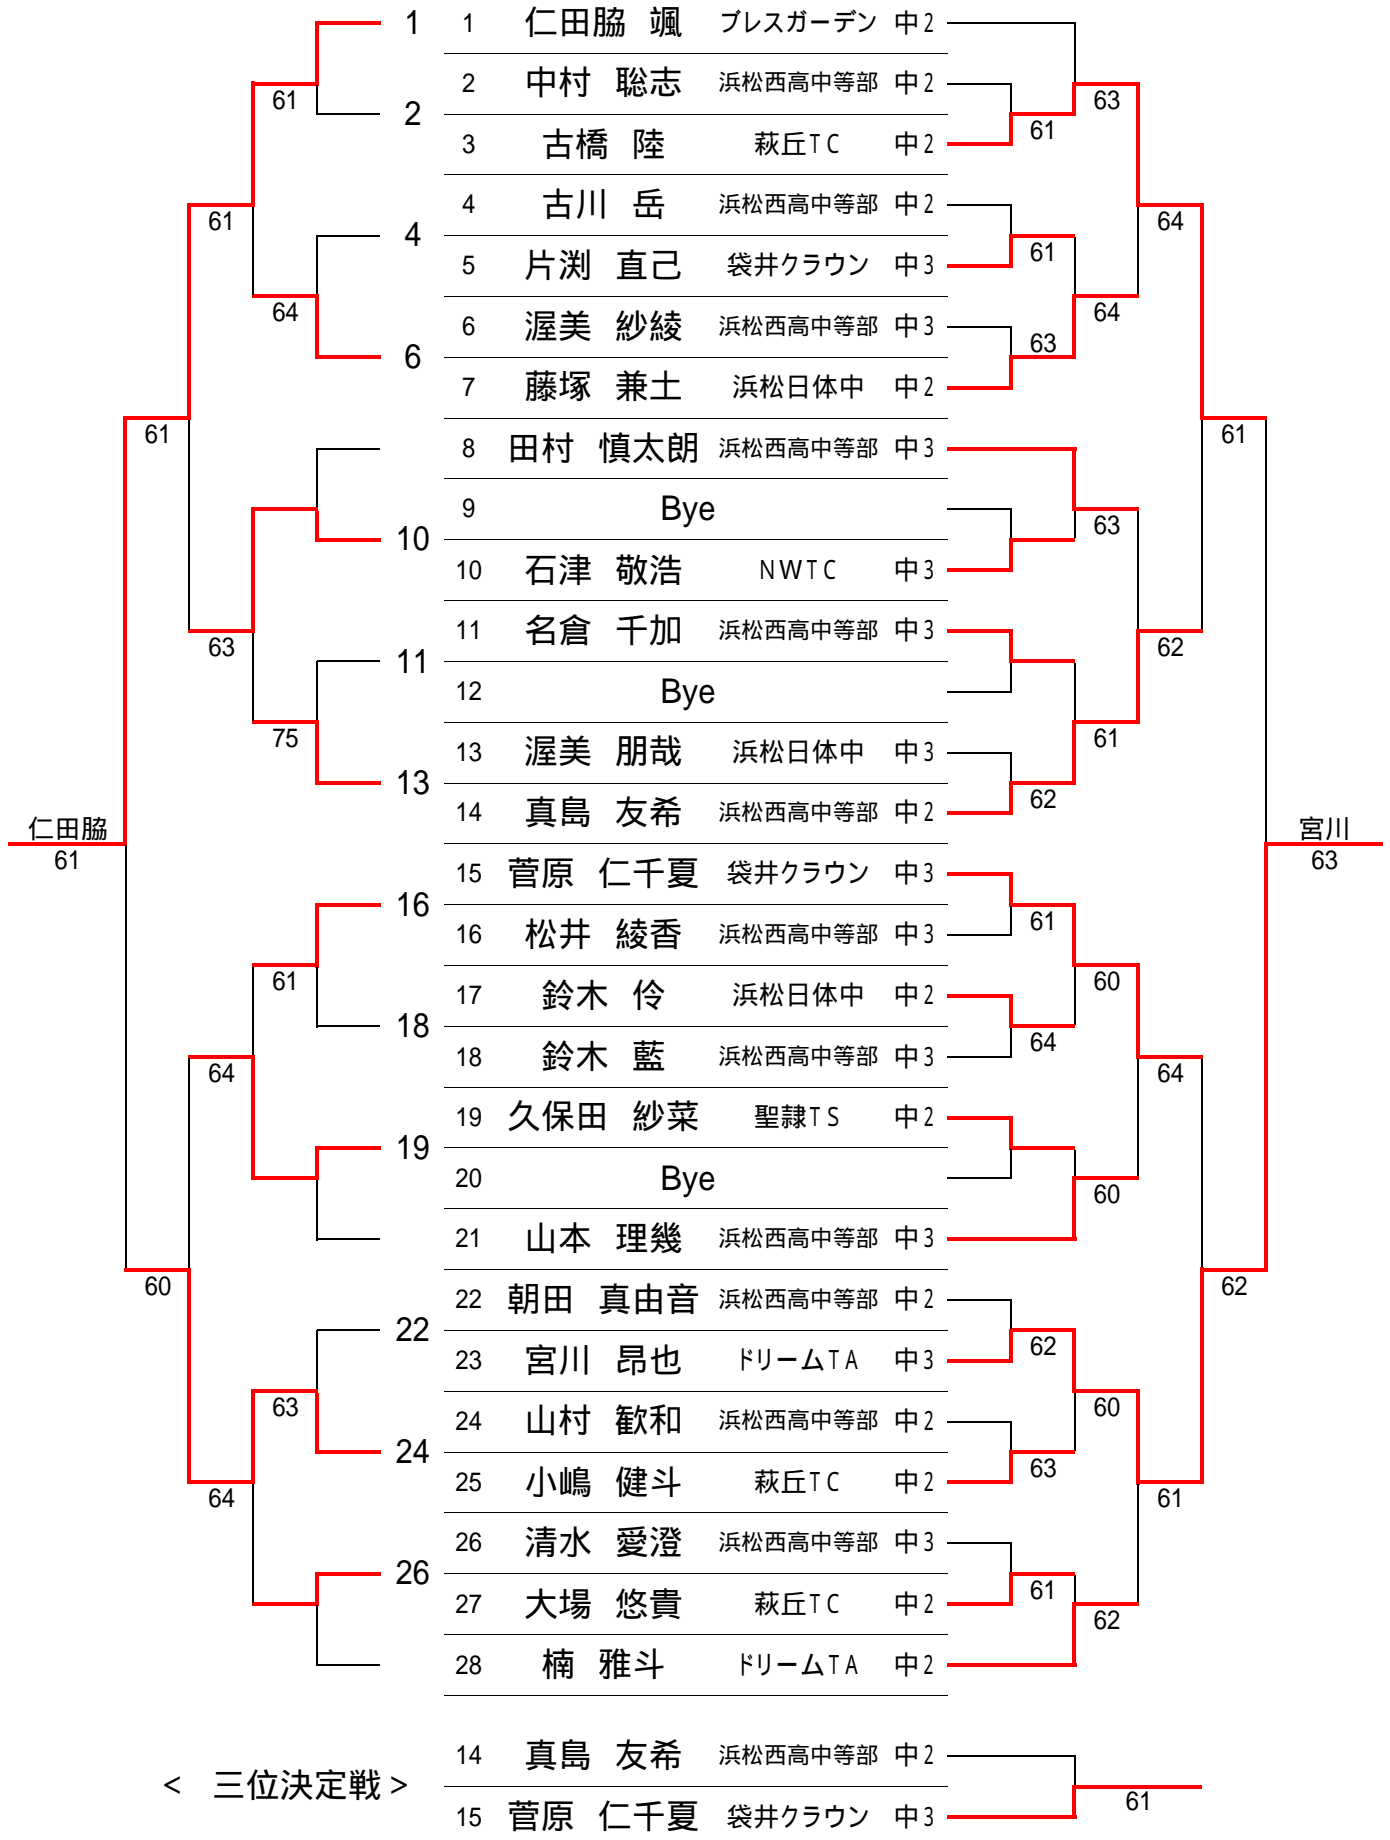 1 1 仁田脇 颯 ブレスガーデン 中2
2 中村 聡志 浜松西高中等部 中2
61 63
2
61
3 古橋 陸 萩丘TC 中2
4 古川 岳 浜松西高中等部 中2
61 64
4
61
5 片渕 直己 袋井クラウン 中3
64 64
6 渥美 紗綾 浜松西高中等部 中3
63
6
7 藤塚 兼士 浜松日体中 中2
61 61
8 田村 慎太朗 浜松西高中等部 中3
9 Bye
63
10
10 石津 敬浩 NWTC 中3
11 名倉 千加 浜松西高中等部 中3
63 62
11
12 Bye
75 61
13 渥美 朋哉 浜松日体中 中3
13
62
14 真島 友希 浜松西高中等部 中2
仁田脇 宮川
61 63
15 菅原 仁千夏 袋井クラウン 中3
16
61
16 松井 綾香 浜松西高中等部 中3
61 60
17 鈴木 伶 浜松日体中 中2
18
64
18 鈴木 藍 浜松西高中等部 中3
64 64
19 久保田 紗菜 聖隷TS 中2
19
20 Bye
60
21 山本 理幾 浜松西高中等部 中3
60 62
22 朝田 真由音 浜松西高中等部 中2
22
62
23 宮川 昂也 ドリームTA 中3
63 60
24 山村 歓和 浜松西高中等部 中2
24
63
25 小嶋 健斗 萩丘TC 中2
64 61
26 清水 愛澄 浜松西高中等部 中3
26
61
27 大場 悠貴 萩丘TC 中2
62
28 楠 雅斗 ドリームTA 中2
14 真島 友希 浜松西高中等部 中2
< 三位決定戦 >
61
15 菅原 仁千夏 袋井クラウン 中3